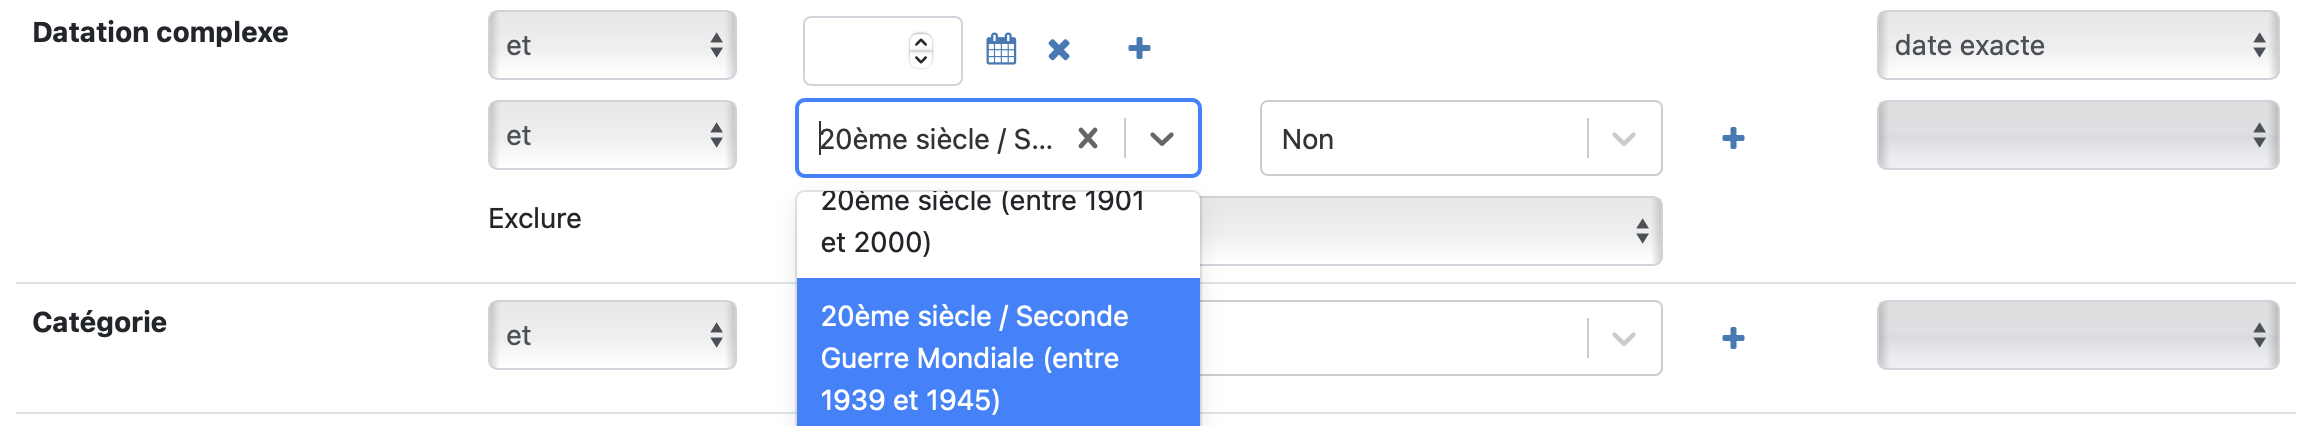 Datation complexe
et
date exacte
et
20ème siècle / S...
Non
Exclure
20ème siècle (entre 1901
et 2000)
Catégorie
et
20ème siècle / Seconde
Guerre Mondiale (entre
1939 et 1945)